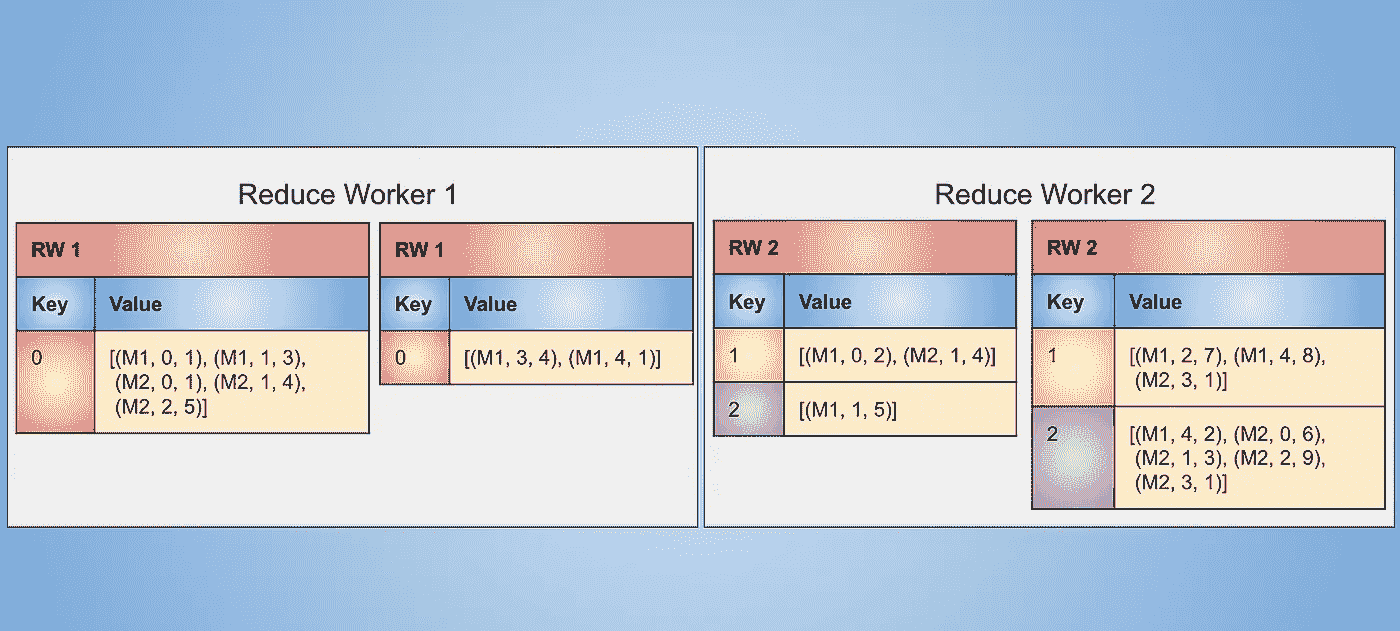 Reduce Worker 1
RW 1
Key Value
0 [(M1, 0, 1), (M1, 1, 3),
(M2, 0, 1), (M2, 1, 4),
(M2, 2, 5)]
RW 1
Key Value
0 [(M1, 3, 4), (M1, 4, 1)]
Reduce Worker 2
RW 2
Key Value
1 [(M1, 0, 2), (M2, 1, 4)]
2 [(M1, 1, 5)]
RW 2
Key Value
1 [(M1, 2, 7), (M1, 4, 8),
(M2, 3, 1)]
2 [(M1, 4, 2), (M2, 0, 6),
(M2, 1, 3), (M2, 2, 9),
(M2, 3, 1)]